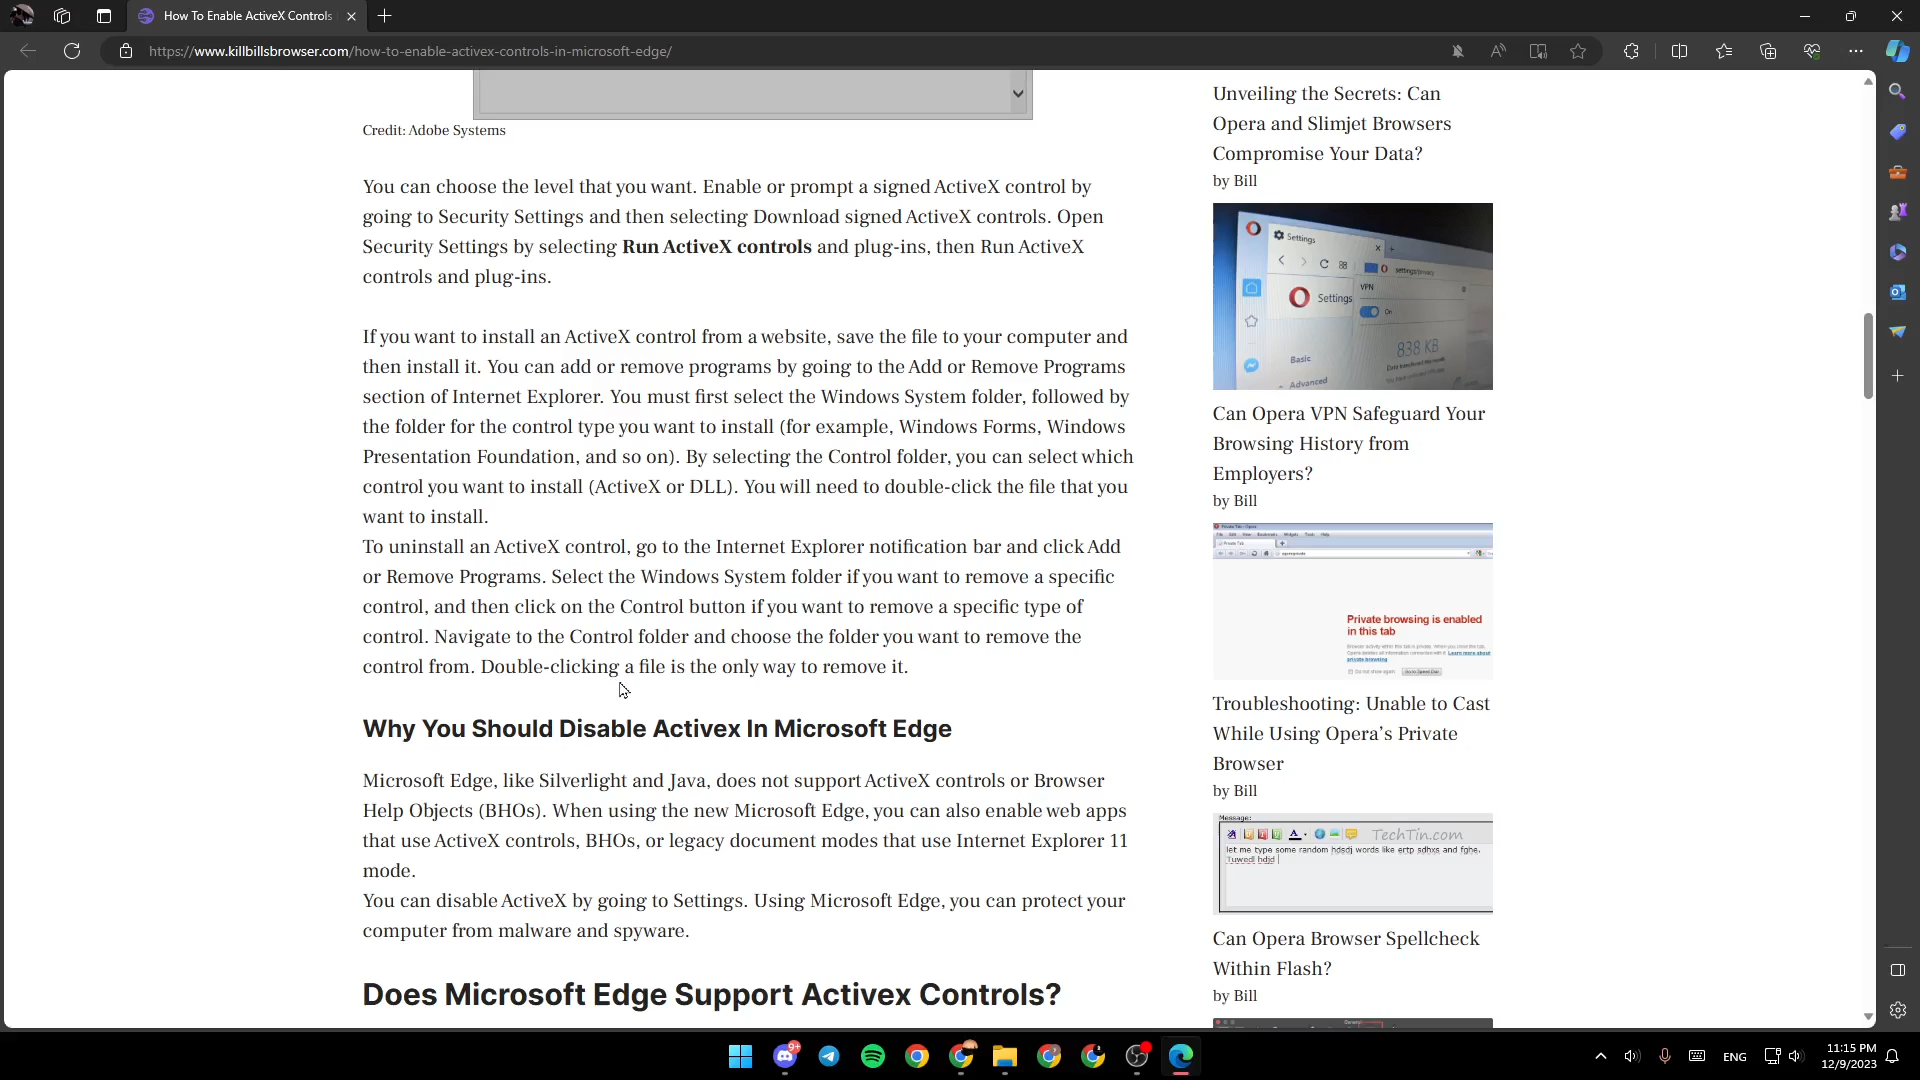 How To Enable ActiveX Controls
https://www.killbillsbrowser.com/how-to-enable-activex-controls-in-microsoft-edge/
Credit: Adobe Systems
You can choose the level that you want. Enable or prompt a signed ActiveX control by
going to Security Settings and then selecting Download signed ActiveX controls. Open
Security Settings by selecting Run ActiveX controls and plug-ins, then Run ActiveX
controls and plug-ins.
If you want to install an ActiveX control from a website, save the file to your computer and
then install it. You can add or remove programs by going to the Add or Remove Programs
section of Internet Explorer. You must first select the Windows System folder, followed by
the folder for the control type you want to install (for example, Windows Forms, Windows
Presentation Foundation, and so on). By selecting the Control folder, you can select which
control you want to install (ActiveX or DLL). You will need to double-click the file that you
want to install.
To uninstall an ActiveX control, go to the Internet Explorer notification bar and click Add
or Remove Programs. Select the Windows System folder if you want to remove a specific
control, and then click on the Control button if you want to remove a specific type of
control. Navigate to the Control folder and choose the folder you want to remove the
control from. Double-clicking a file is the only way to remove it.
Why You Should Disable Activex In Microsoft Edge
Microsoft Edge, like Silverlight and Java, does not support ActiveX controls or Browser
Help Objects (BHOs). When using the new Microsoft Edge, you can also enable web apps
that use ActiveX controls, BHOs, or legacy document modes that use Internet Explorer 11
mode.
You can disable ActiveX by going to Settings. Using Microsoft Edge, you can protect your
computer from malware and spyware.
Does Microsoft Edge Support Activex Controls?
Unveiling the Secrets: Can
Opera and Slimjet Browsers
Compromise Your Data?
by Bill
Settings
settings/privacy
VPN
Settings
On
Basic
838 KB
Advanced
Can Opera VPN Safeguard Your
Browsing History from
Employers?
by Bill
Private browsing is enabled
in this tab
Learn more about
private browsing
Do not show again
Troubleshooting: Unable to Cast
While Using Opera's Private
Browser
by Bill
Message:
TechTin.com
let me type some random hdsdj words like ertp sdhxs and fghe.
Tuwedl hdjd
Can Opera Browser Spellcheck
Within Flash?
by Bill
9+
ENG
11:15 PM
12/9/2023